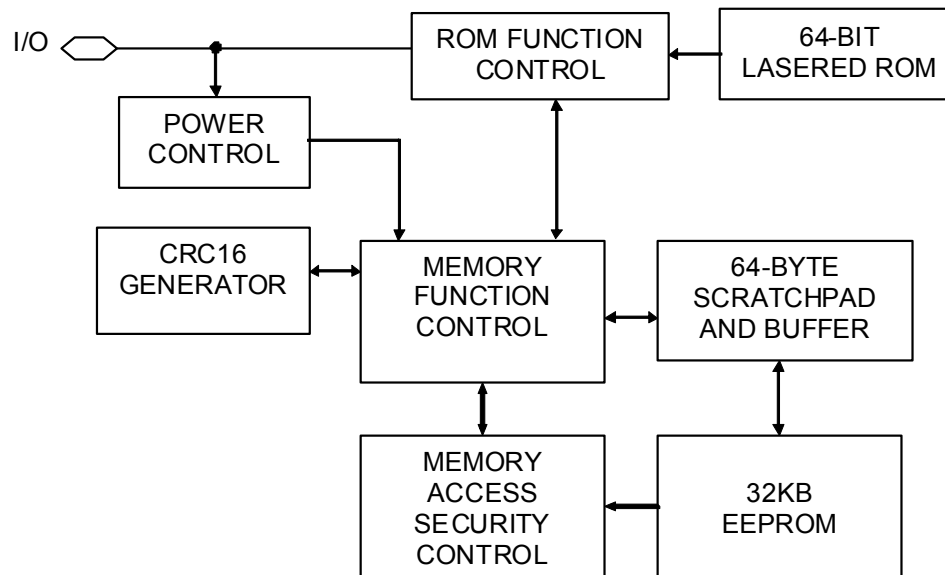 I/O
ROM FUNCTION
CONTROL
64-BIT
LASERED ROM
POWER
CONTROL
CRC16
GENERATOR
MEMORY
FUNCTION
CONTROL
64-BYTE
SCRATCHPAD
AND BUFFER
MEMORY
ACCESS
SECURITY
CONTROL
32KB
EEPROM